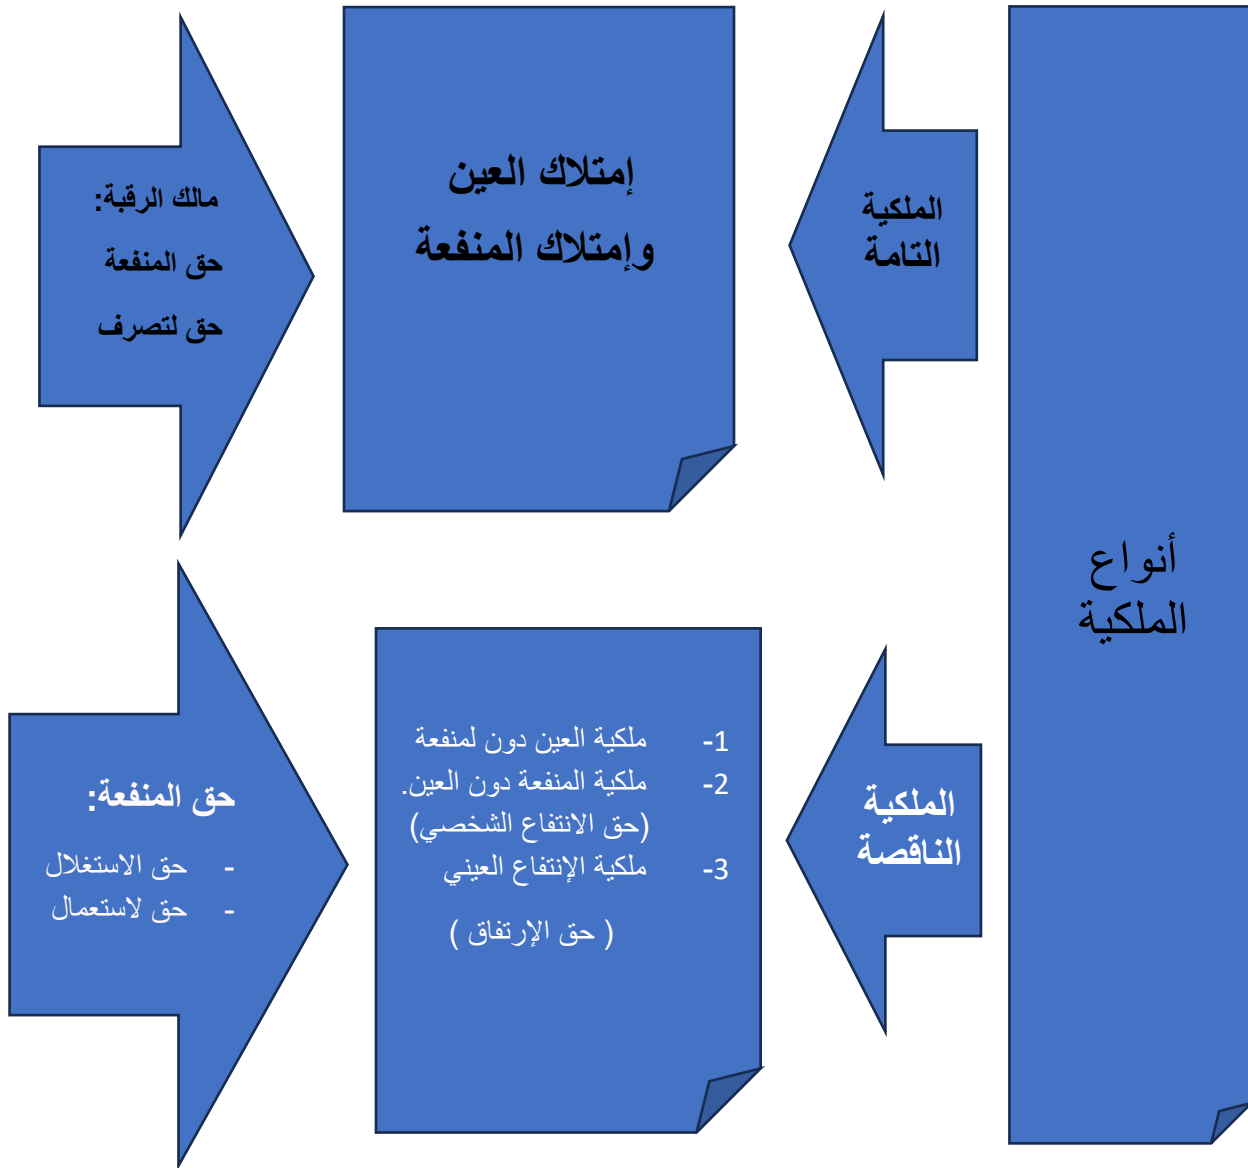 أنواع
الملكية
الملكية
التامة
إمتلاك العين
وإمتلاك المنفعة
مالك الرقبة:
حق المنفعة
حق لتصرف
الملكية
الناقصة
1- ملكية العين دون لمنفعة
2- ملكية المنفعة دون العين.
(حق الانتفاع الشخصي)
3- ملكية الإنتفاع العيني
( حق الإرتفاق )
حق المنفعة:
- حق الاستغلال
- حق لاستعمال